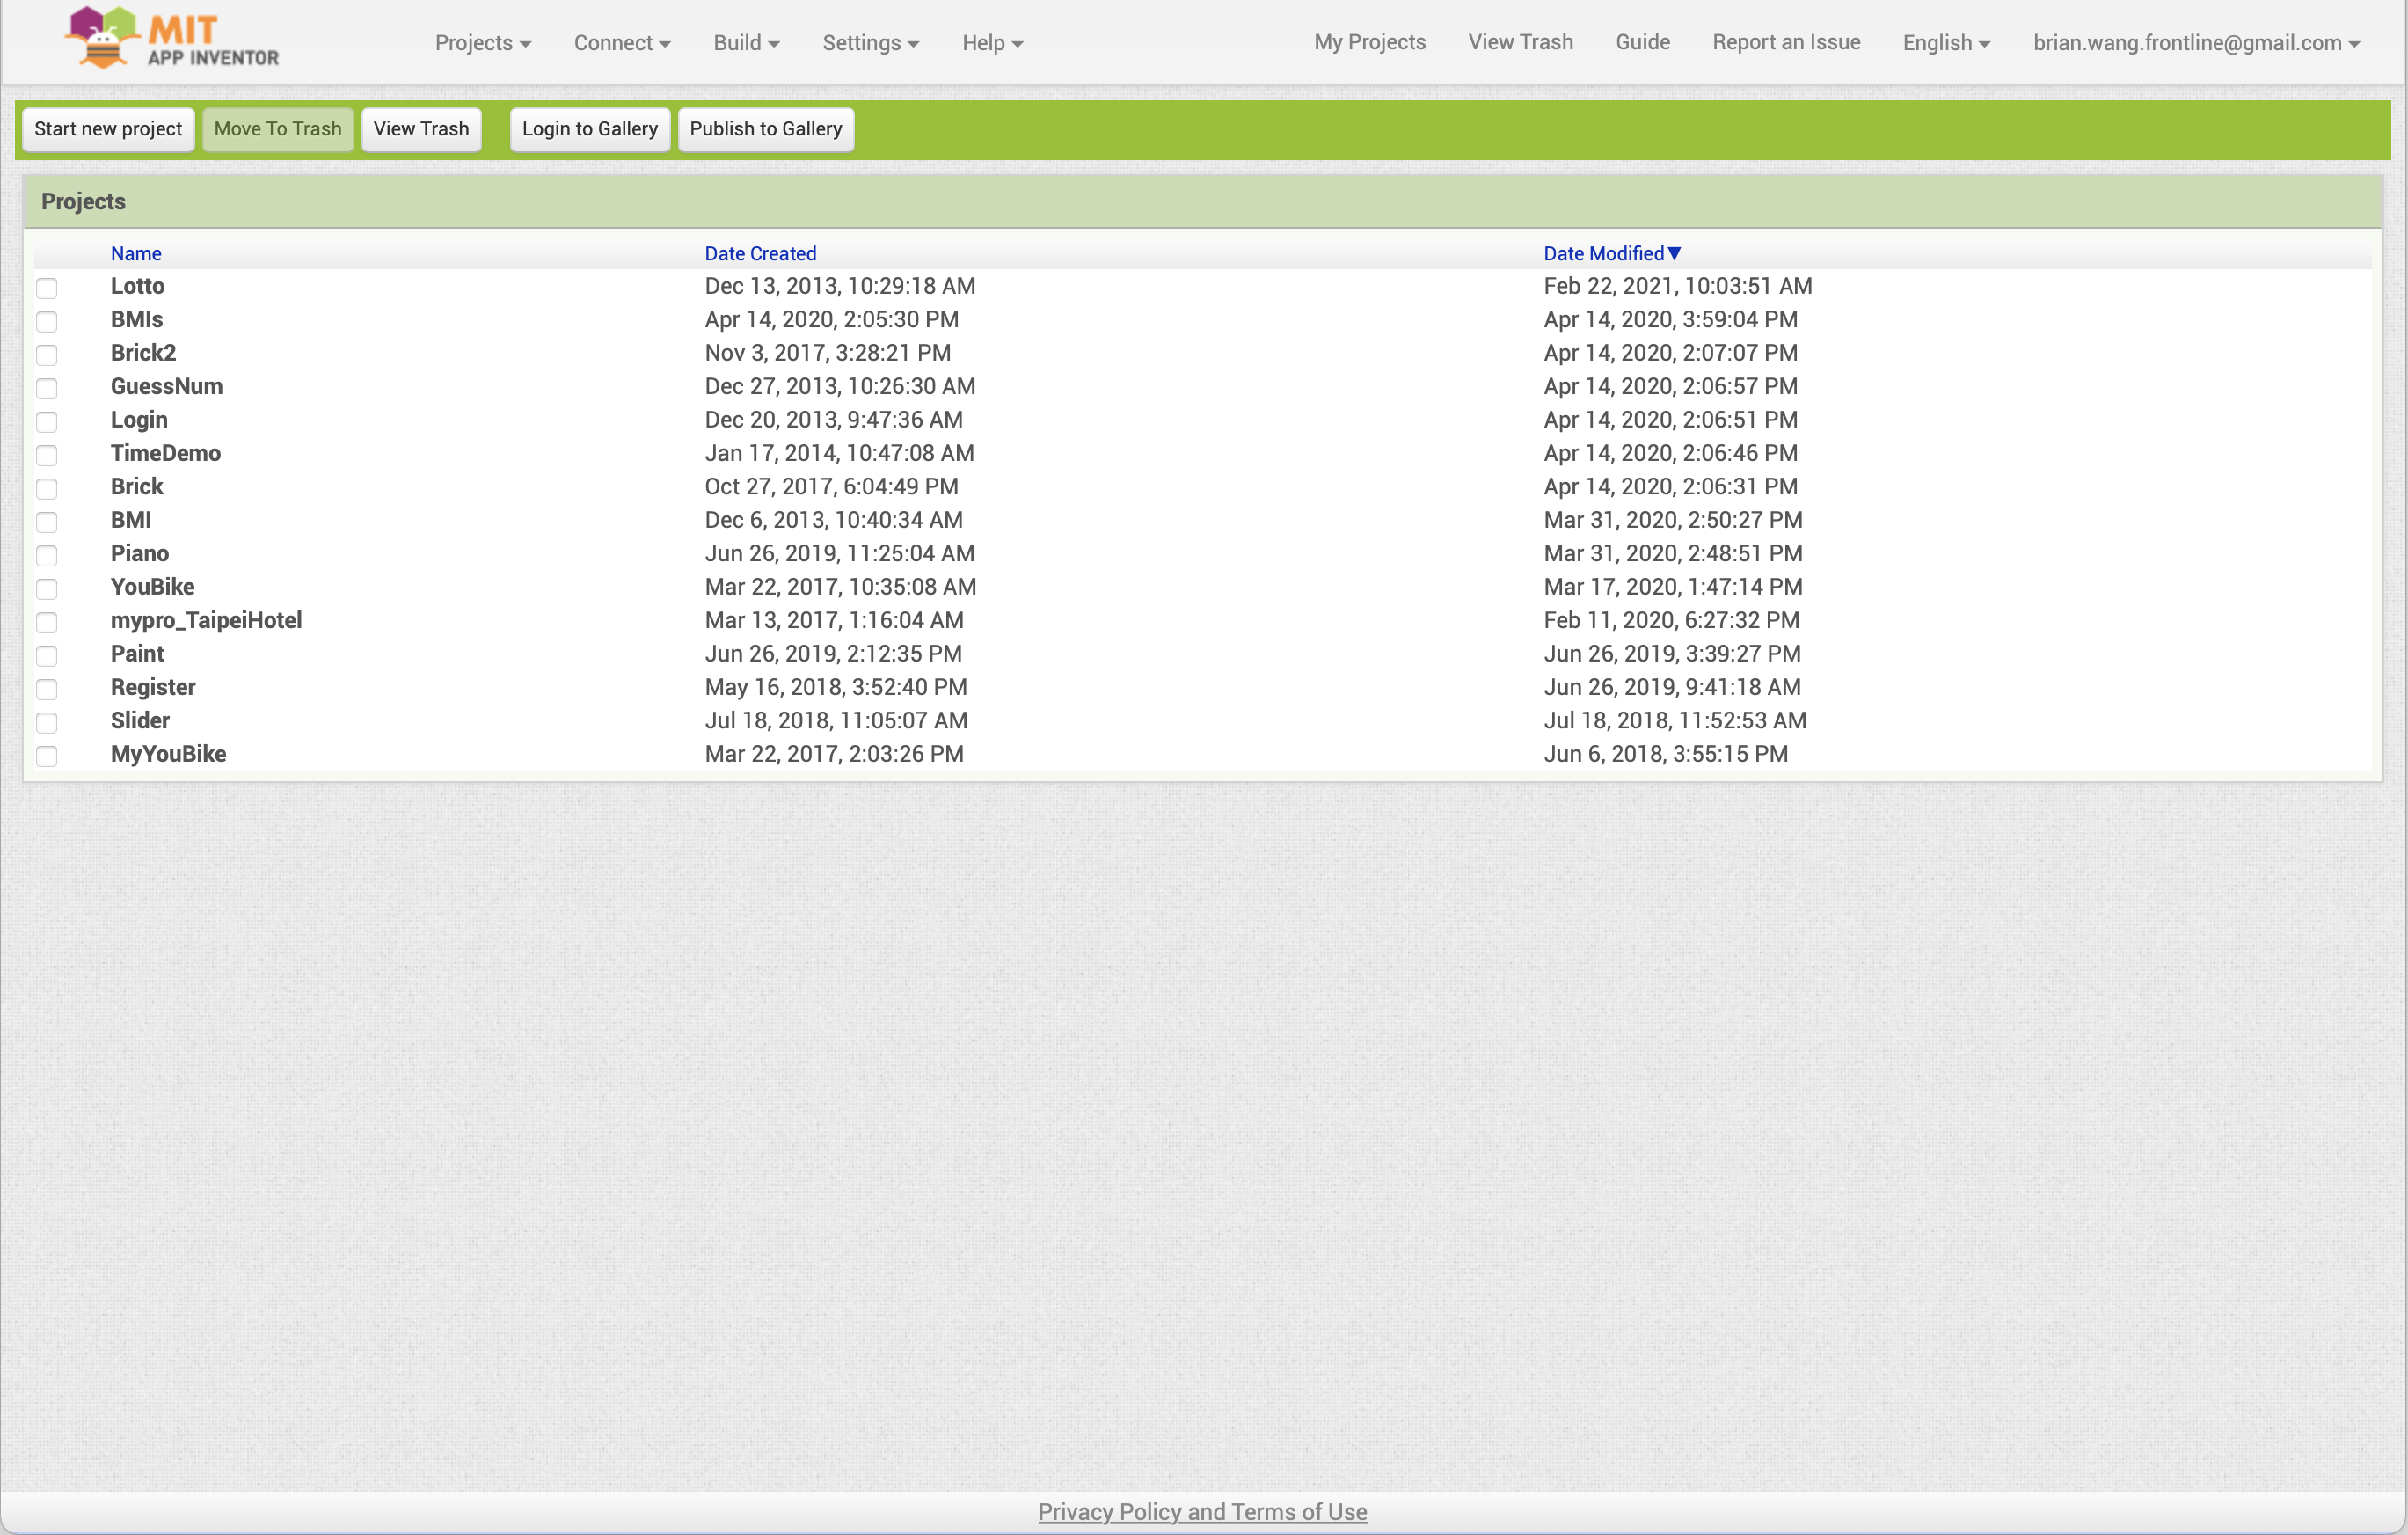 MIT
APP INVENTOR
Projects Connect Build Settings Help My Projects View Trash Guide Report an Issue English brian.wang.frontline@gmail.com
Start new project Move To Trash View Trash Login to Gallery Publish to Gallery
Projects
Name Date Created Date Modified▼
Lotto Dec 13, 2013, 10:29:18 AM Feb 22, 2021, 10:03:51 AM
BMIs Apr 14, 2020, 2:05:30 PM Apr 14, 2020, 3:59:04 PM
Brick2 Nov 3, 2017, 3:28:21 PM Apr 14, 2020, 2:07:07 PM
GuessNum Dec 27, 2013, 10:26:30 AM Apr 14, 2020, 2:06:57 PM
Login Dec 20, 2013, 9:47:36 AM Apr 14, 2020, 2:06:51 PM
TimeDemo Jan 17, 2014, 10:47:08 AM Apr 14, 2020, 2:06:46 PM
Brick Oct 27, 2017, 6:04:49 PM Apr 14, 2020, 2:06:31 PM
BMI Dec 6, 2013, 10:40:34 AM Mar 31, 2020, 2:50:27 PM
Piano Jun 26, 2019, 11:25:04 AM Mar 31, 2020, 2:48:51 PM
YouBike Mar 22, 2017, 10:35:08 AM Mar 17, 2020, 1:47:14 PM
mypro_TaipeiHotel Mar 13, 2017, 1:16:04 AM Feb 11, 2020, 6:27:32 PM
Paint Jun 26, 2019, 2:12:35 PM Jun 26, 2019, 3:39:27 PM
Register May 16, 2018, 3:52:40 PM Jun 26, 2019, 9:41:18 AM
Slider Jul 18, 2018, 11:05:07 AM Jul 18, 2018, 11:52:53 AM
MyYouBike Mar 22, 2017, 2:03:26 PM Jun 6, 2018, 3:55:15 PM
Privacy Policy and Terms of Use